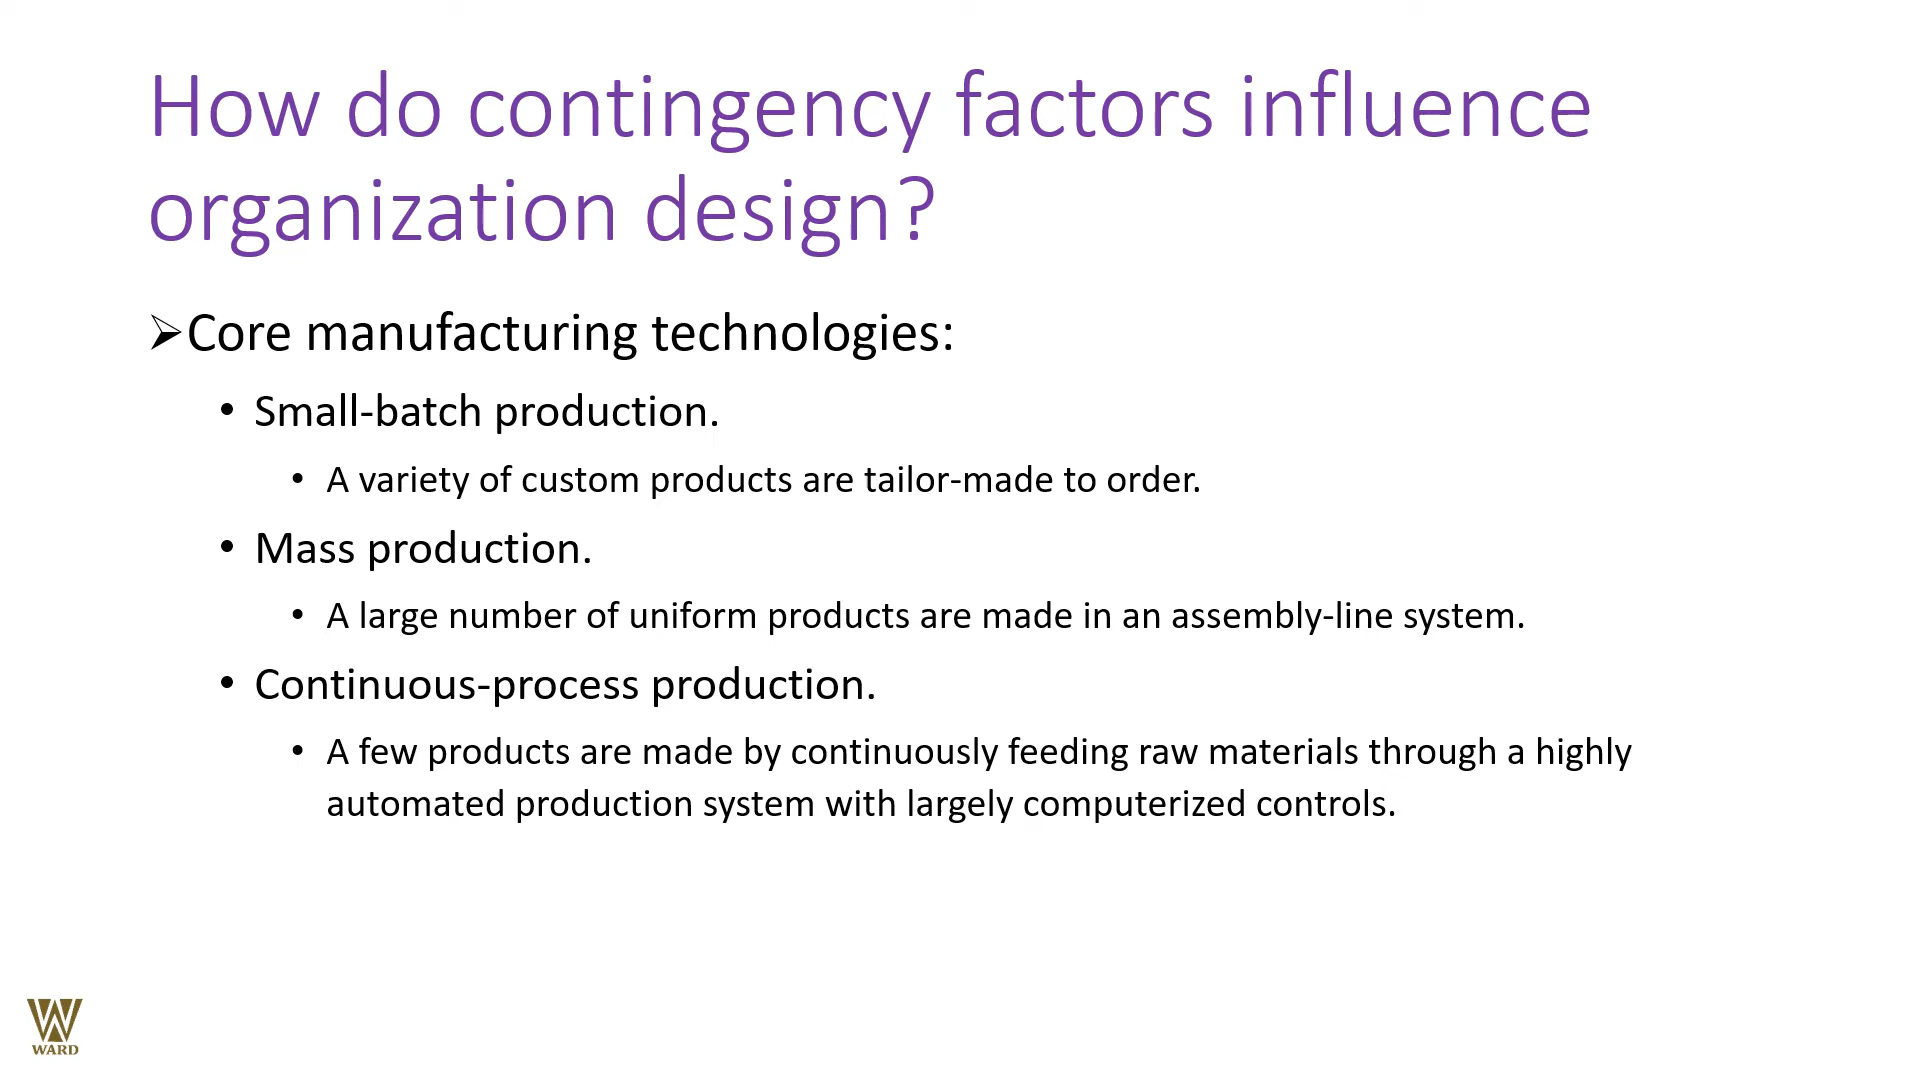 How do contingency factors influence
organization design?
➢Core manufacturing technologies:
• Small-batch production.
• A variety of custom products are tailor-made to order.
• Mass production.
• A large number of uniform products are made in an assembly-line system.
• Continuous-process production.
• A few products are made by continuously feeding raw materials through a highly
automated production system with largely computerized controls.
WARD